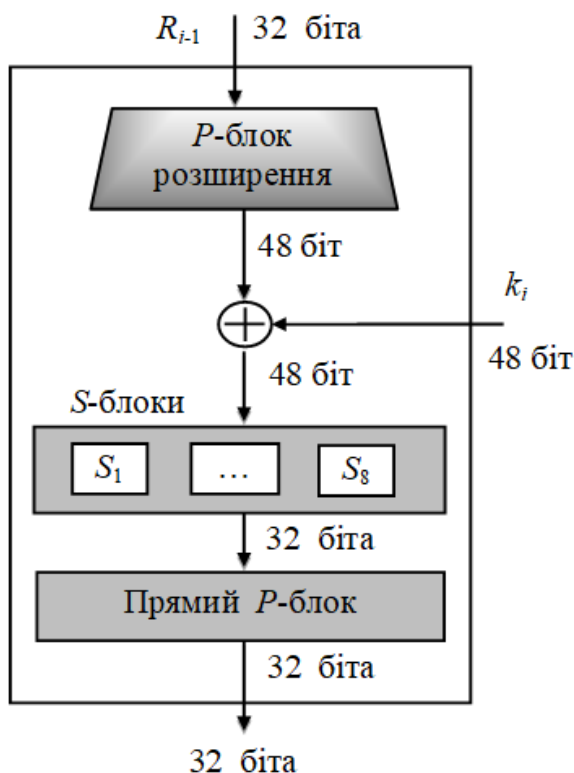 R_{i-1} 32 біта
P-блок
розширення
48 біт
k_i
48 біт
48 біт
S-блоки
S_1 … S_8
32 біта
Прямий P-блок
32 біта
32 біта